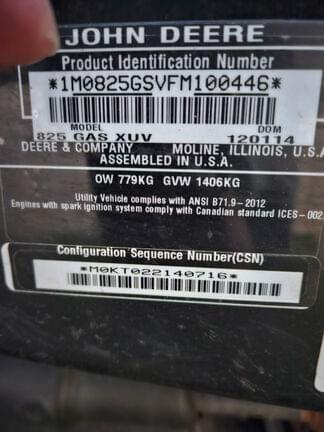 JOHN DEERE
Product Identification Number
*1M0825GSVFM100446*
MODEL DOM
825 GAS XUV 120114
DEERE & COMPANY MOLINE, ILLINOIS, U.S.A
ASSEMBLED IN U.S.A.
OW 779KG GVW 1406KG
Utility Vehicle complies with ANSI B71.9-2012
Engines with spark ignition system comply with Canadian standard ICES-002
Configuration Sequence Number(CSN)
*M0KT022140716*